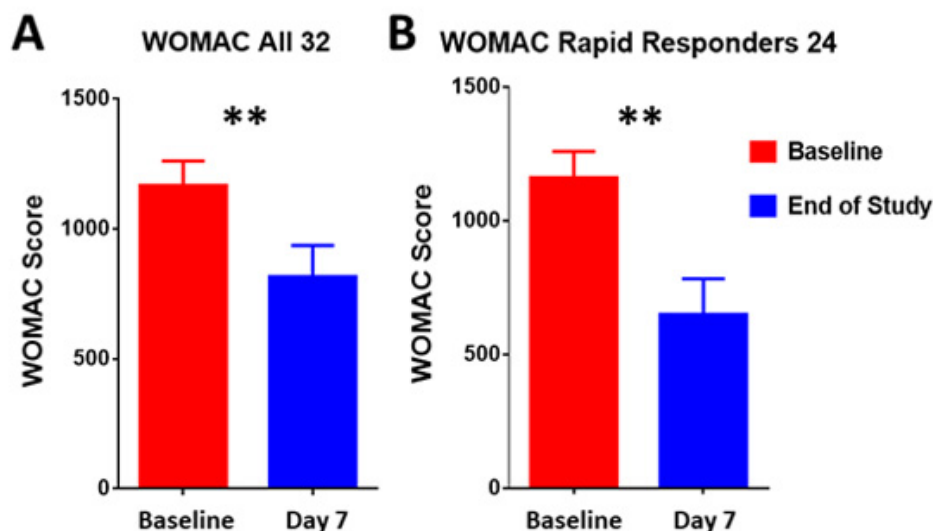 A
WOMAC All 32
WOMAC Score
1500
**
1000
500
0
Baseline
Day 7
B
WOMAC Rapid Responders 24
WOMAC Score
1500
**
1000
500
0
Baseline
Day 7
Baseline
End of Study